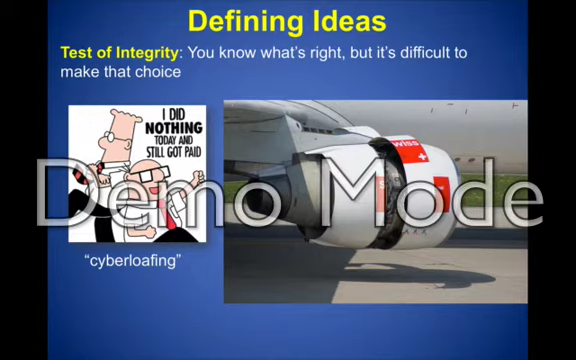 Defining Ideas
Test of Integrity: You know what's right, but it's difficult to
make that choice
I DID
NOTHING
TODAY AND
STILL GOT PAID
swiss
Demo Mode
"cyberloafing"